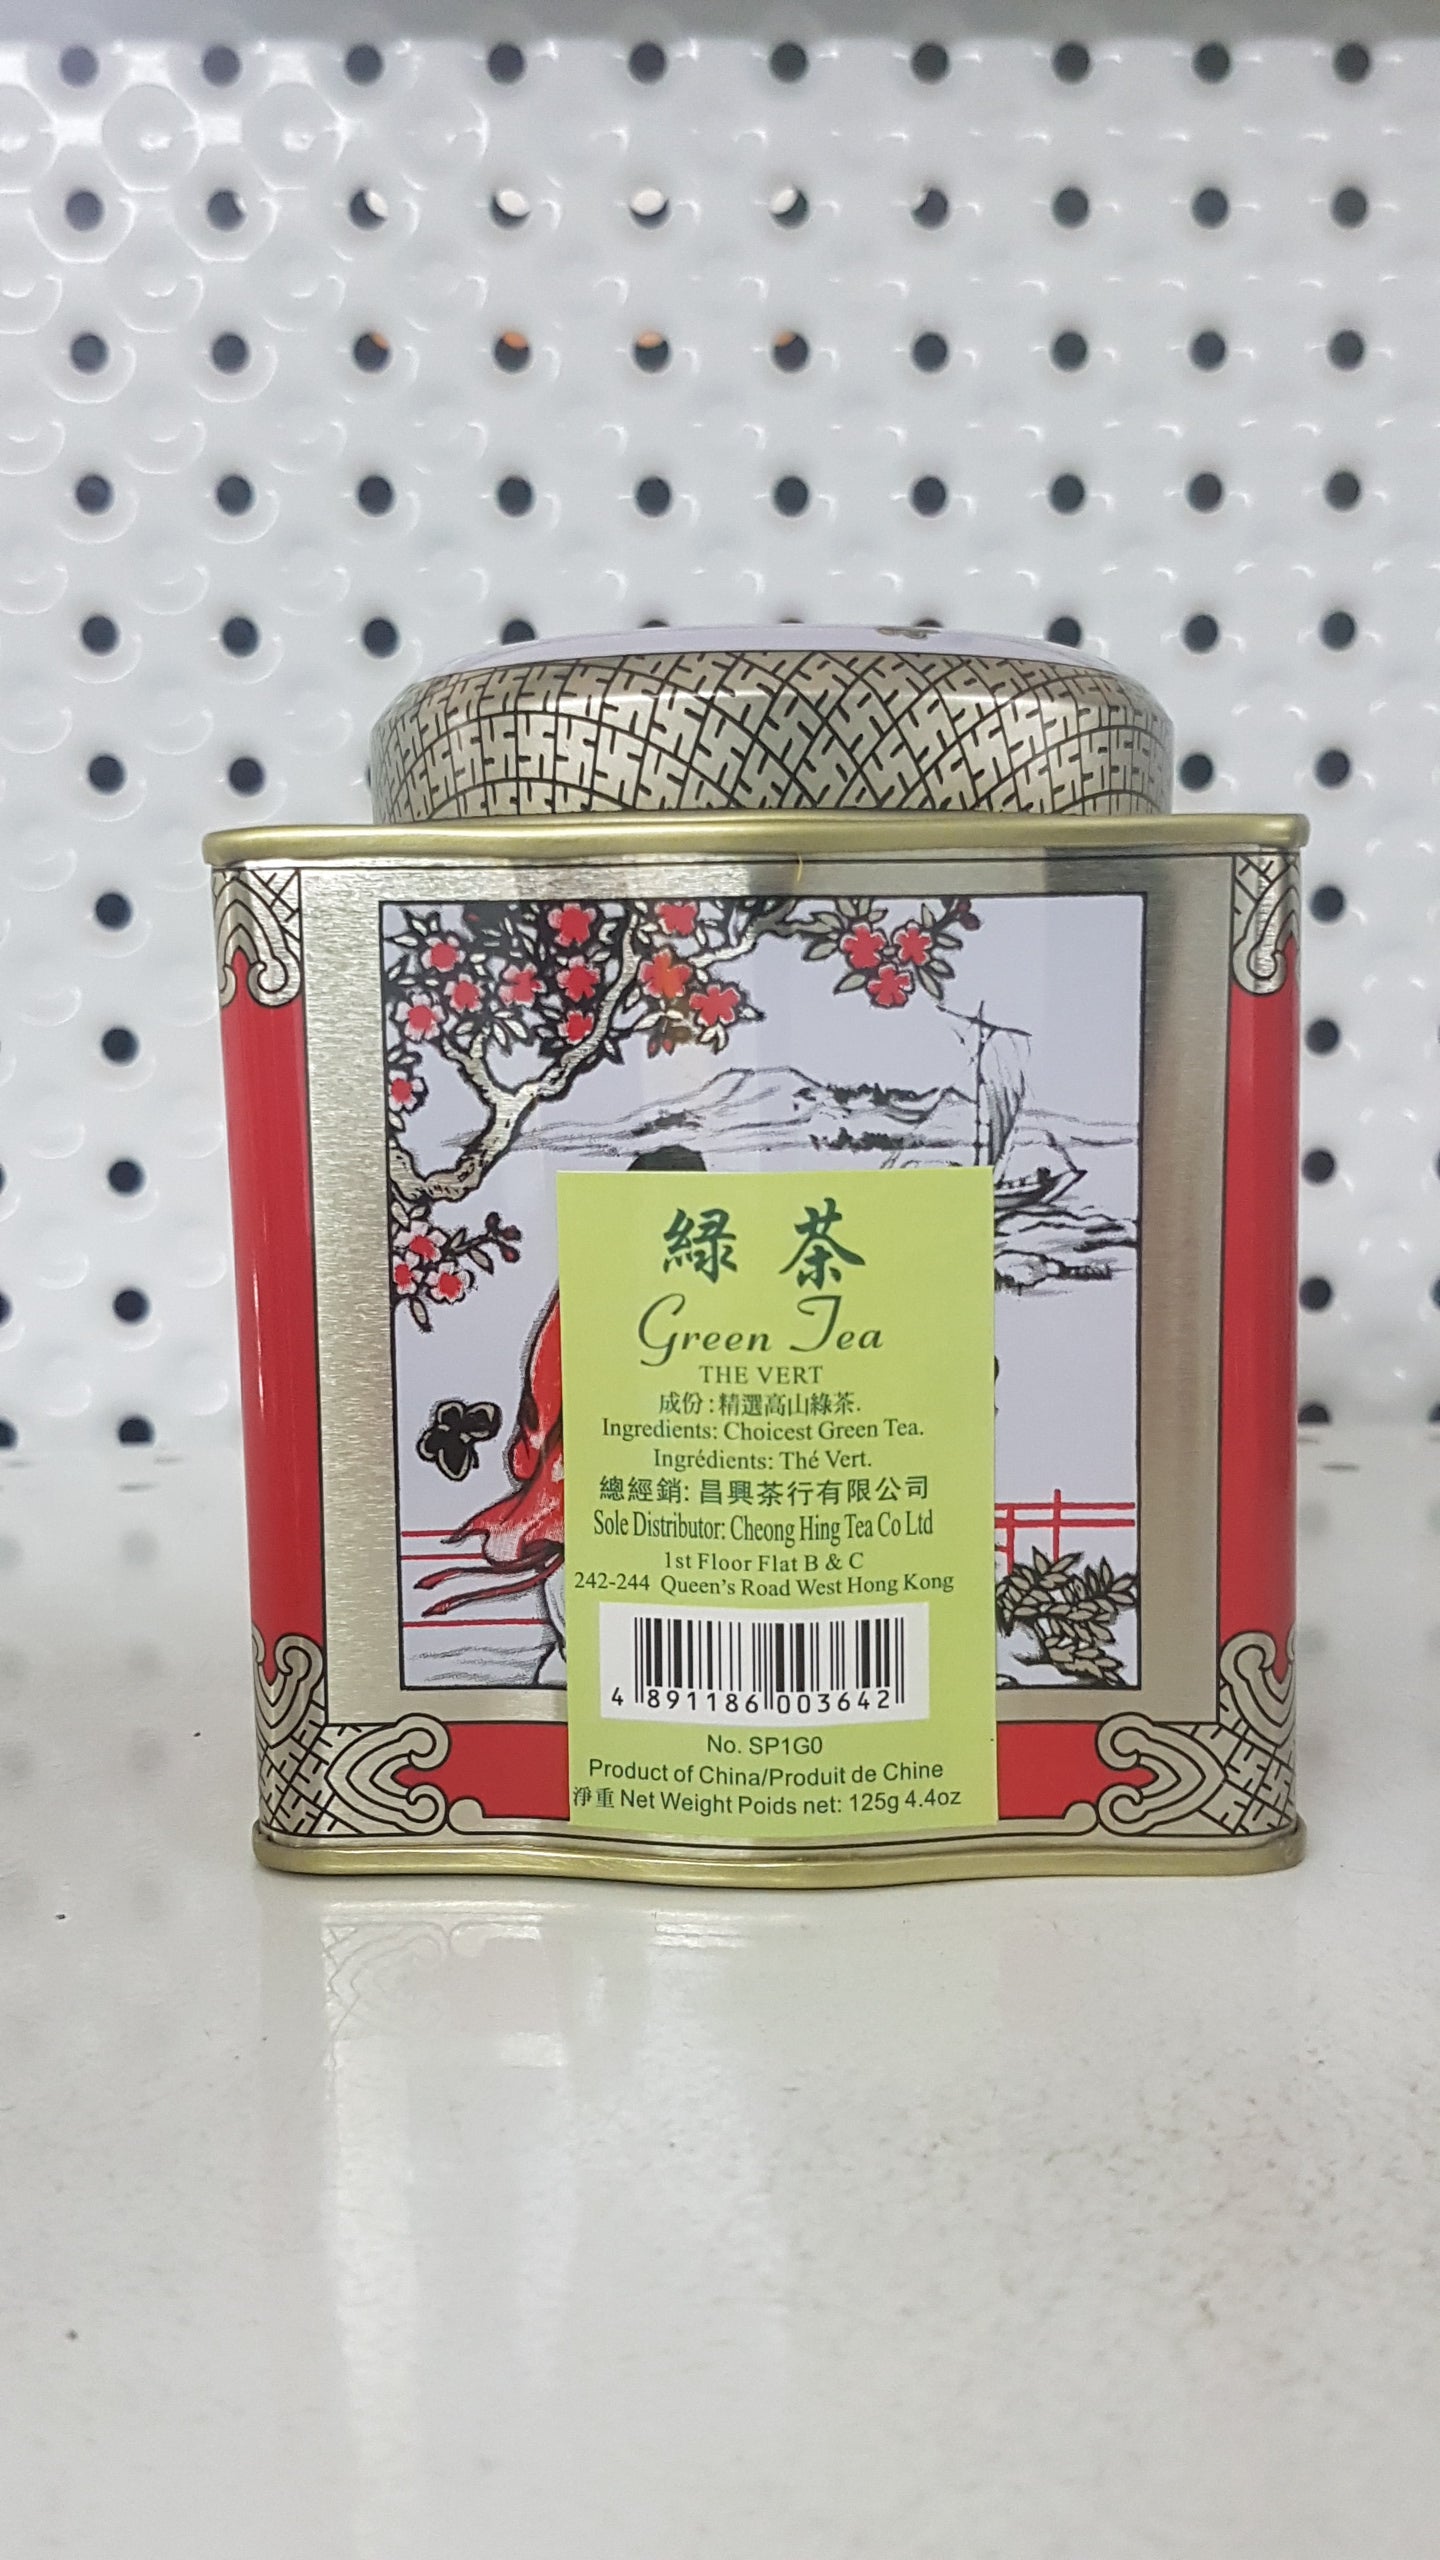 緑 茶
Green Tea
THE VERT
成份 : 精選高山綠茶.
Ingredients: Choicest Green Tea.
Ingrédients: Thé Vert.
總經銷: 昌興茶行有限公司
Sole Distributor: Cheong Hing Tea Co Ltd
1st Floor Flat B & C
242-244 Queen's Road West Hong Kong
4 891186 003642
No. SP1G0
Product of China/Produit de Chine
淨重 Net Weight Poids net: 125g 4.4oz